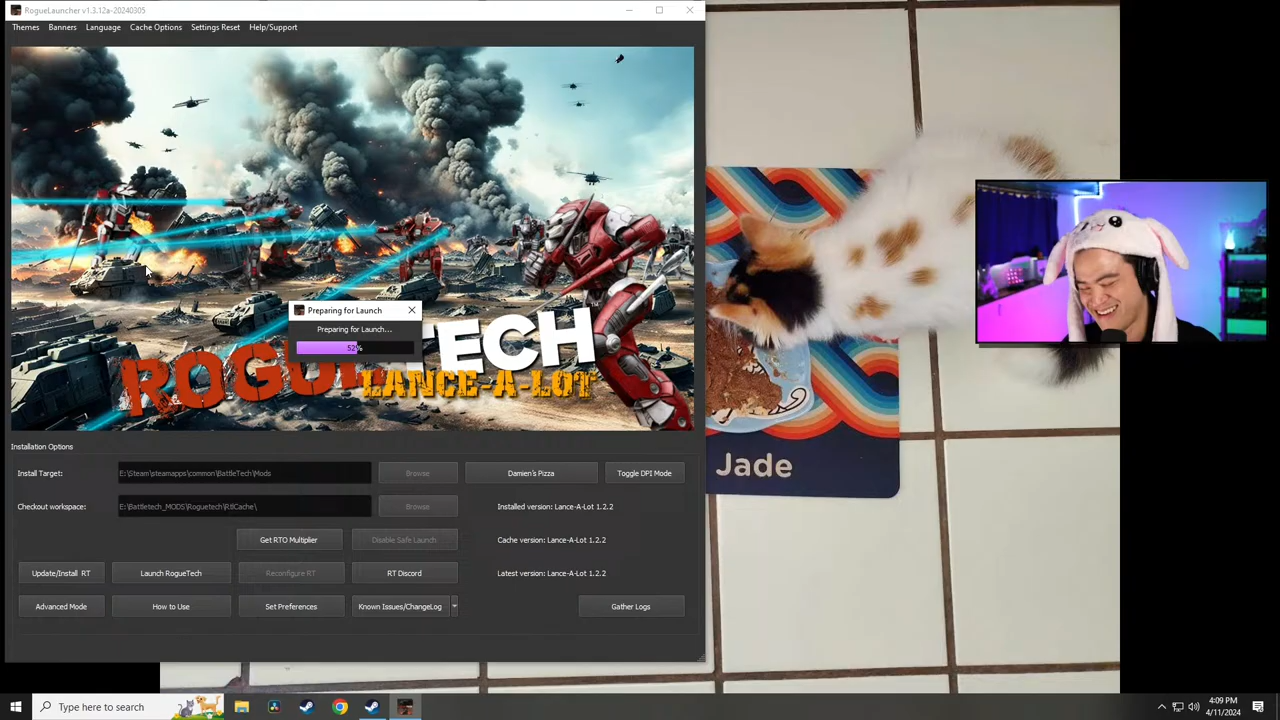 RogueLauncher v1.3.12a-20240305
Themes Banners Language Cache Options Settings Reset Help/Support
Preparing for Launch
Preparing for Launch...
52%
TECH
LANCE-A-LOT
Jade
Installation Options
Install Target: E:\Steam\steamapps\common\BattleTech\Mods Browse Damien's Pizza Toggle DPI Mode
Checkout workspace: E:\Battletech_MODS\Roguetech\RtlCache\ Browse Installed version: Lance-A-Lot 1.2.2
Get RTO Multiplier Disable Safe Launch Cache version: Lance-A-Lot 1.2.2
Update/Install RT Launch RogueTech Reconfigure RT RT Discord Latest version: Lance-A-Lot 1.2.2
Advanced Mode How to Use Set Preferences Known Issues/ChangeLog Gather Logs
Type here to search
4:09 PM
4/11/2024